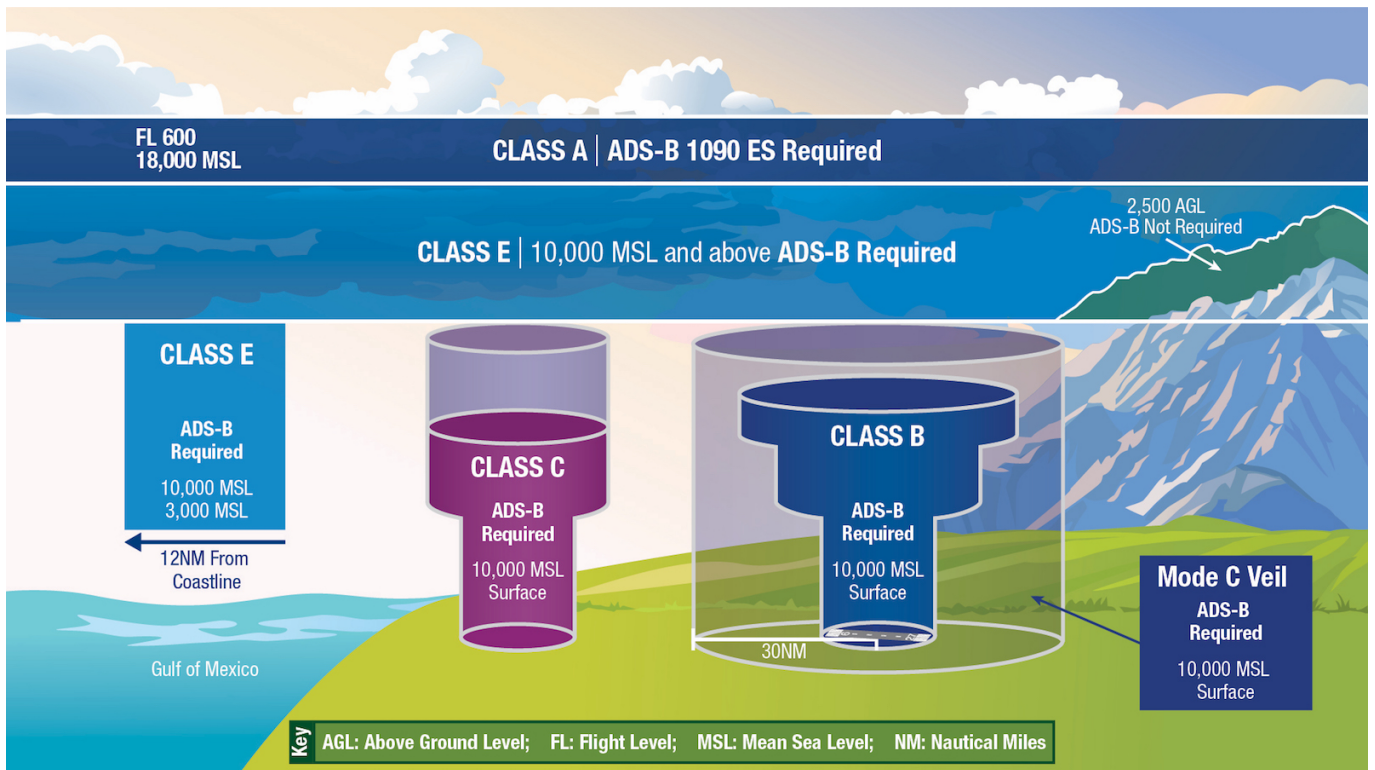 FL 600
18,000 MSL
CLASS A | ADS-B 1090 ES Required
2,500 AGL
ADS-B Not Required
CLASS E | 10,000 MSL and above ADS-B Required
CLASS E
ADS-B
Required
10,000 MSL
3,000 MSL
12NM From
Coastline
Gulf of Mexico
CLASS C
ADS-B
Required
10,000 MSL
Surface
CLASS B
ADS-B
Required
10,000 MSL
Surface
30NM
Mode C Veil
ADS-B
Required
10,000 MSL
Surface
Key
AGL: Above Ground Level; FL: Flight Level; MSL: Mean Sea Level; NM: Nautical Miles